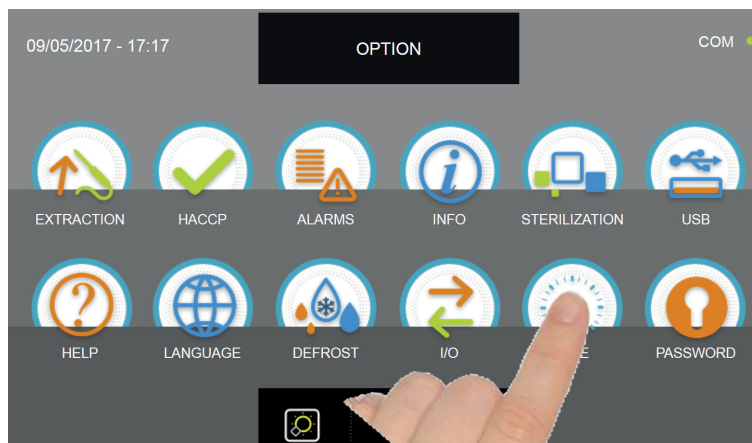 09/05/2017 - 17:17
OPTION
COM
EXTRACTION
HACCP
ALARMS
INFO
STERILIZATION
USB
HELP
LANGUAGE
DEFROST
I/O
PASSWORD